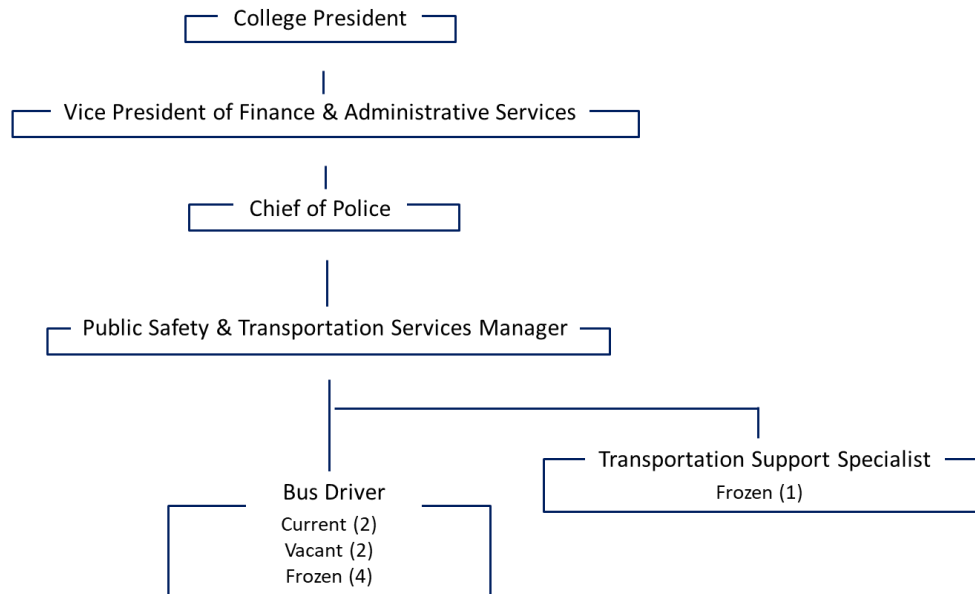 College President
Vice President of Finance & Administrative Services
Chief of Police
Public Safety & Transportation Services Manager
Transportation Support Specialist
Frozen (1)
Bus Driver
Current (2)
Vacant (2)
Frozen (4)